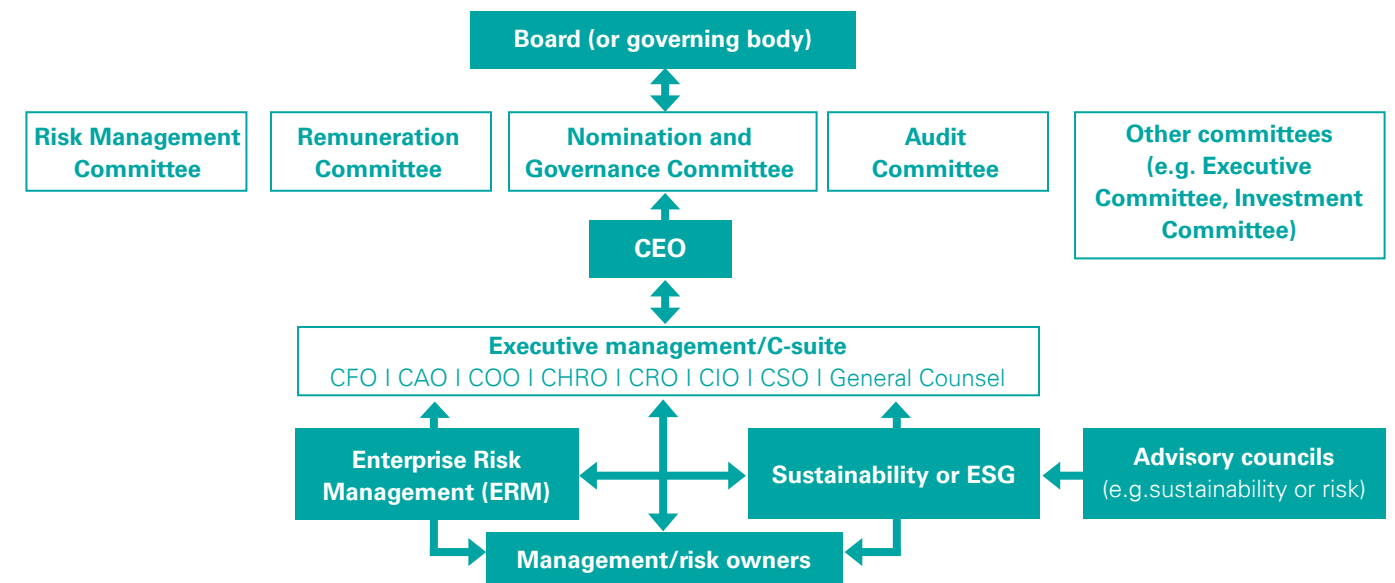 Board (or governing body)
Risk Management
Committee
Remuneration
Committee
Nomination and
Governance Committee
Audit
Committee
Other committees
(e.g. Executive
Committee, Investment
Committee)
CEO
Executive management/C-suite
CFO I CAO I COO I CHRO I CRO I CIO I CSO I General Counsel
Enterprise Risk
Management (ERM)
Sustainability or ESG
Advisory councils
(e.g.sustainability or risk)
Management/risk owners